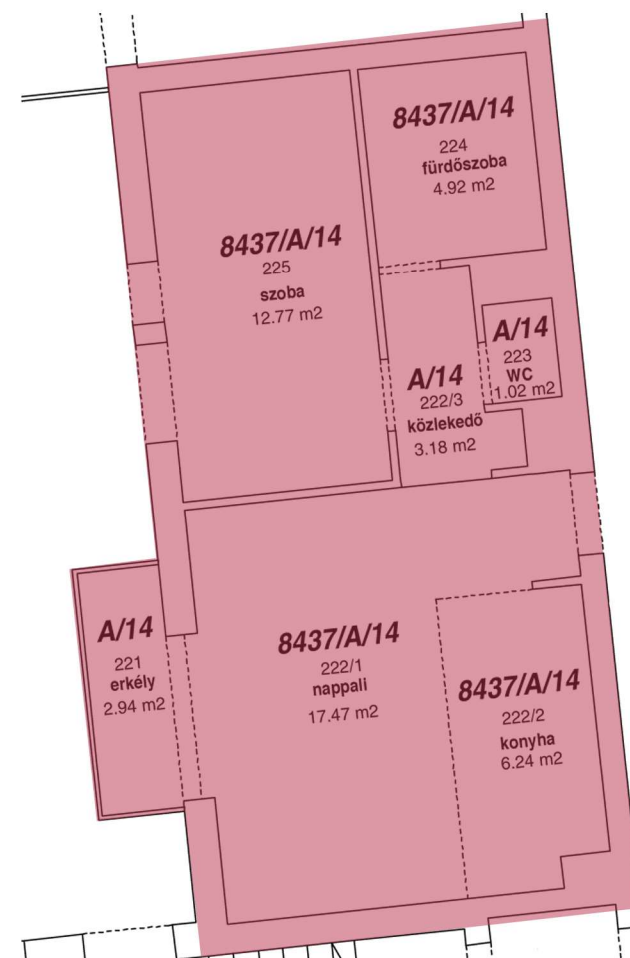 8437/A/14
224
fürdőszoba
4.92 m2
8437/A/14
225
szoba
12.77 m2
A/14
223
WC
1.02 m2
A/14
222/3
közlekedő
3.18 m2
A/14
221
erkély
2.94 m2
8437/A/14
222/1
nappali
17.47 m2
8437/A/14
222/2
konyha
6.24 m2